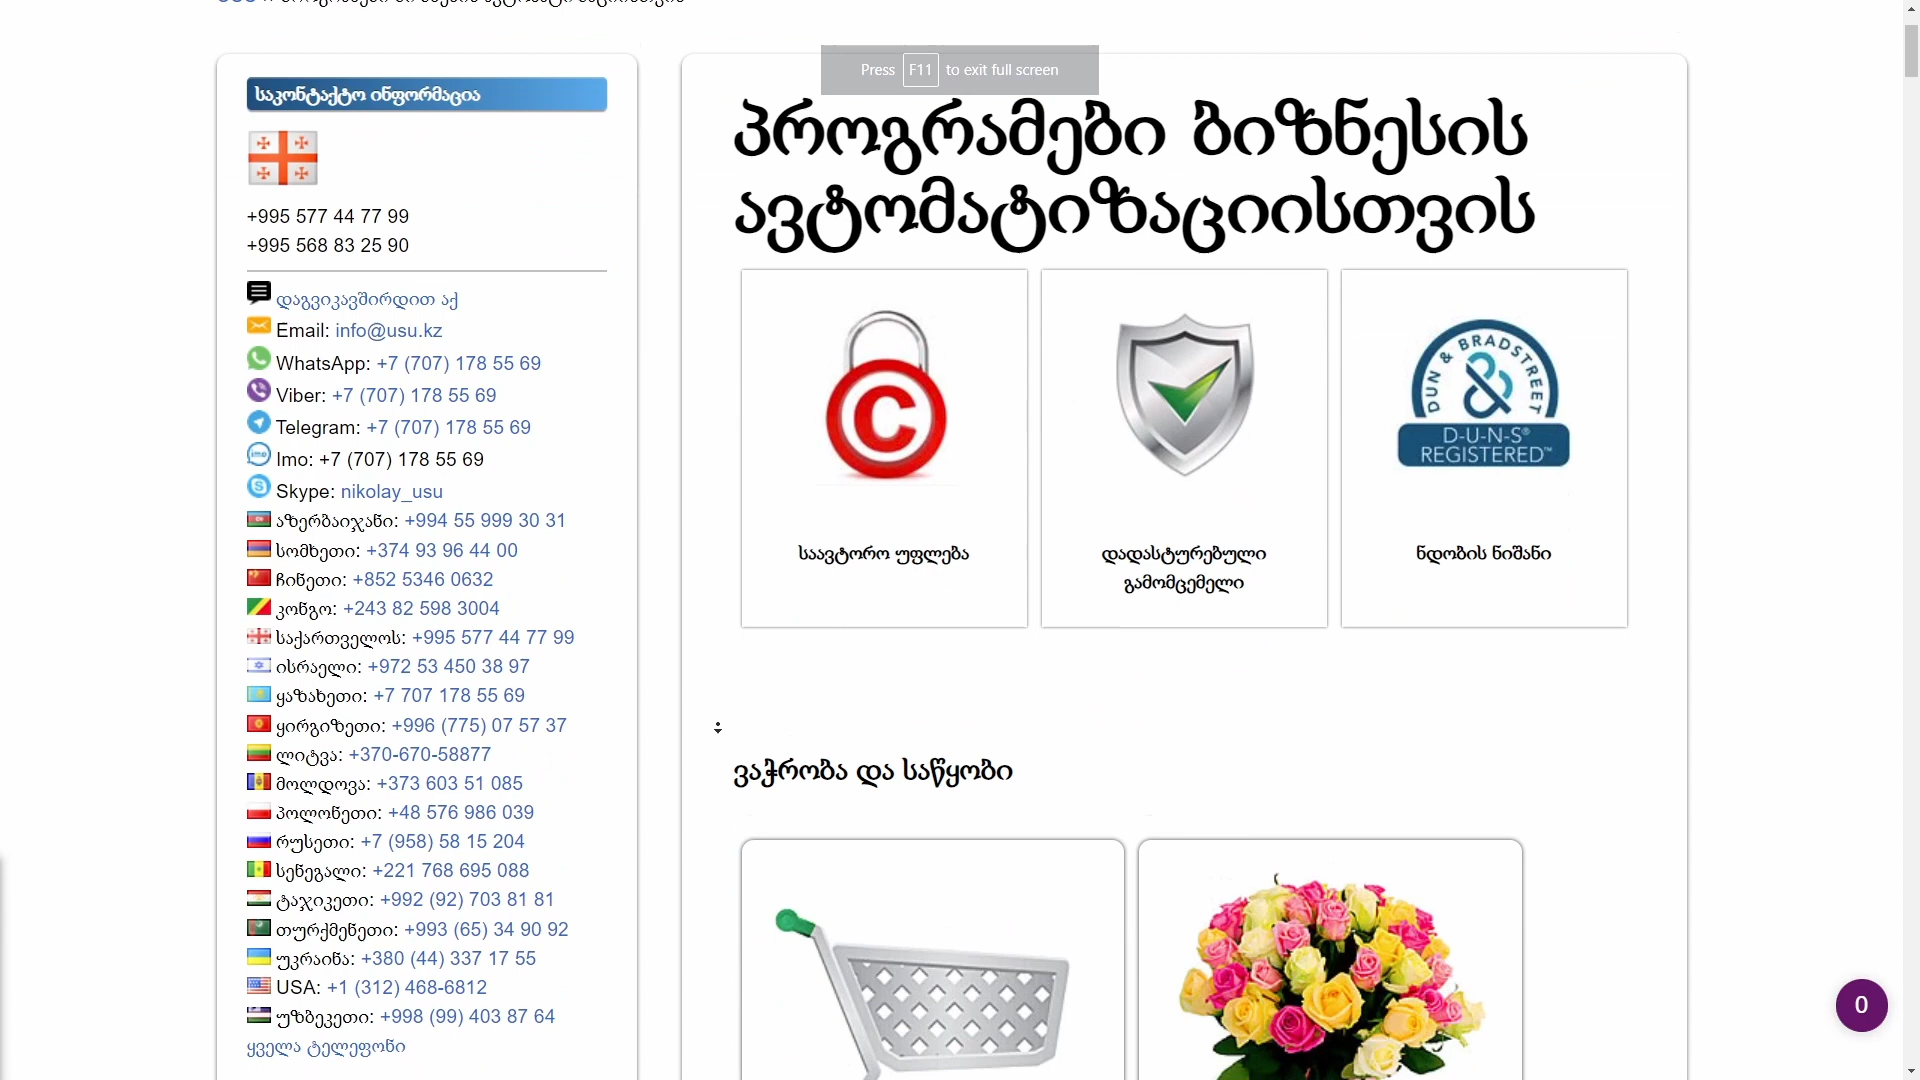 საკონტაქტო ინფორმაცია
+995 577 44 77 99
+995 568 83 25 90
დაგვიკავშირდით აქ
Email: info@usu.kz
WhatsApp: +7 (707) 178 55 69
Viber: +7 (707) 178 55 69
Telegram: +7 (707) 178 55 69
imo Imo: +7 (707) 178 55 69
Skype: nikolay_usu
აზერბაიჯანი: +994 55 999 30 31
სომხეთი: +374 93 96 44 00
ჩინეთი: +852 5346 0632
კონგო: +243 82 598 3004
საქართველოს: +995 577 44 77 99
ისრაელი: +972 53 450 38 97
ყაზახეთი: +7 707 178 55 69
ყირგიზეთი: +996 (775) 07 57 37
ლიტვა: +370-670-58877
მოლდოვა: +373 603 51 085
პოლონეთი: +48 576 986 039
რუსეთი: +7 (958) 58 15 204
სენეგალი: +221 768 695 088
ტაჯიკეთი: +992 (92) 703 81 81
თურქმენეთი: +993 (65) 34 90 92
უკრაინა: +380 (44) 337 17 55
USA: +1 (312) 468-6812
უზბეკეთი: +998 (99) 403 87 64
ყველა ტელეფონი
Press F11 to exit full screen
პროგრამები ბიზნესის
ავტომატიზაციისთვის
საავტორო უფლება
დადასტურებული
გამომცემელი
DUN & BRADSTREET
D-U-N-S®
REGISTERED™
ნდობის ნიშანი
ვაჭრობა და საწყობი
0